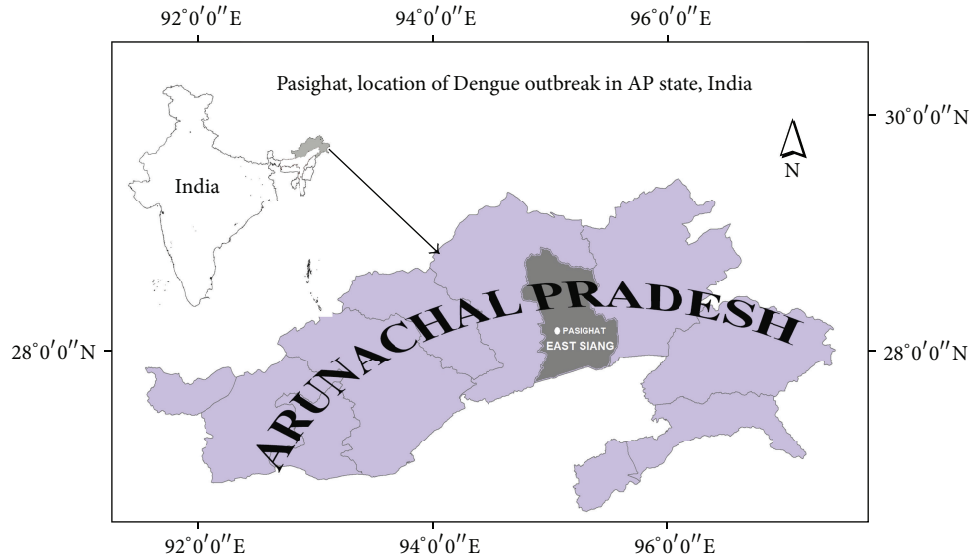 92°0′0″E 94°0′0″E 96°0′0″E
Pasighat, location of Dengue outbreak in AP state, India
30°0′0″N
N
India
ARUNACHAL PRADESH
PASIGHAT
EAST SIANG
28°0′0″N 28°0′0″N
92°0′0″E 94°0′0″E 96°0′0″E